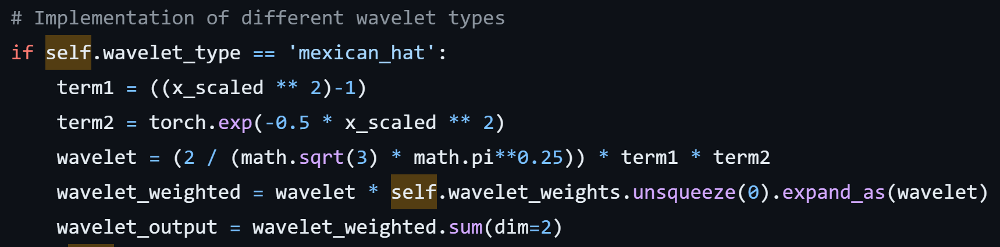 # Implementation of different wavelet types
if self.wavelet_type == 'mexican_hat':
    term1 = ((x_scaled ** 2)-1)
    term2 = torch.exp(-0.5 * x_scaled ** 2)
    wavelet = (2 / (math.sqrt(3) * math.pi**0.25)) * term1 * term2
    wavelet_weighted = wavelet * self.wavelet_weights.unsqueeze(0).expand_as(wavelet)
    wavelet_output = wavelet_weighted.sum(dim=2)